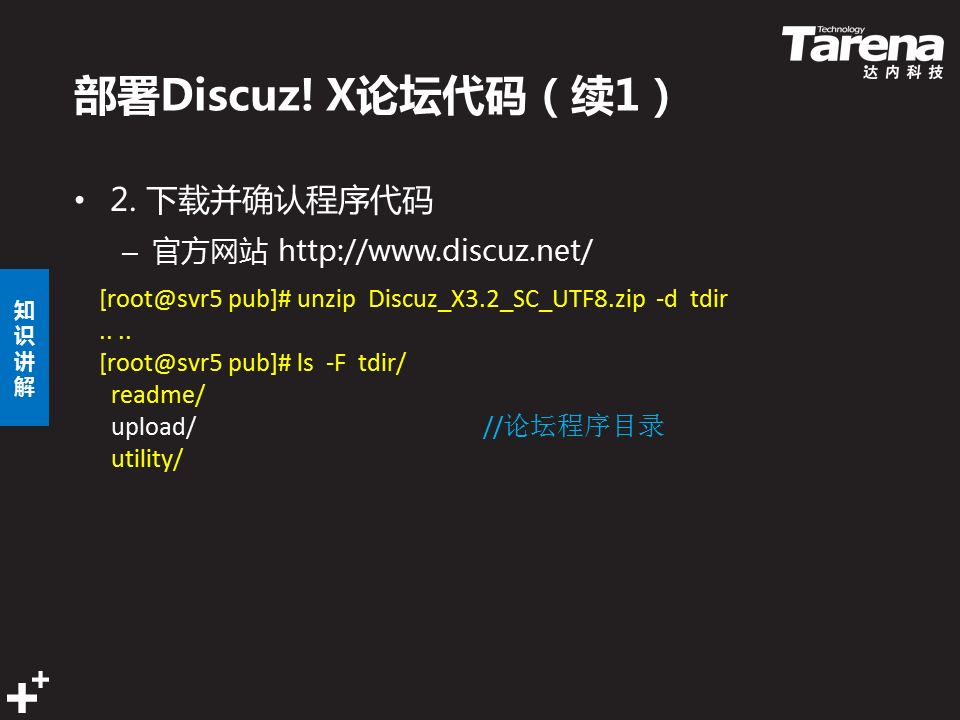 Technology
Tarena
达内科技
部署Discuz! X论坛代码（续1）
• 2. 下载并确认程序代码
– 官方网站 http://www.discuz.net/
知识讲解
[root@svr5 pub]# unzip Discuz_X3.2_SC_UTF8.zip -d tdir
.. ..
[root@svr5 pub]# ls -F tdir/
readme/
upload/ //论坛程序目录
utility/